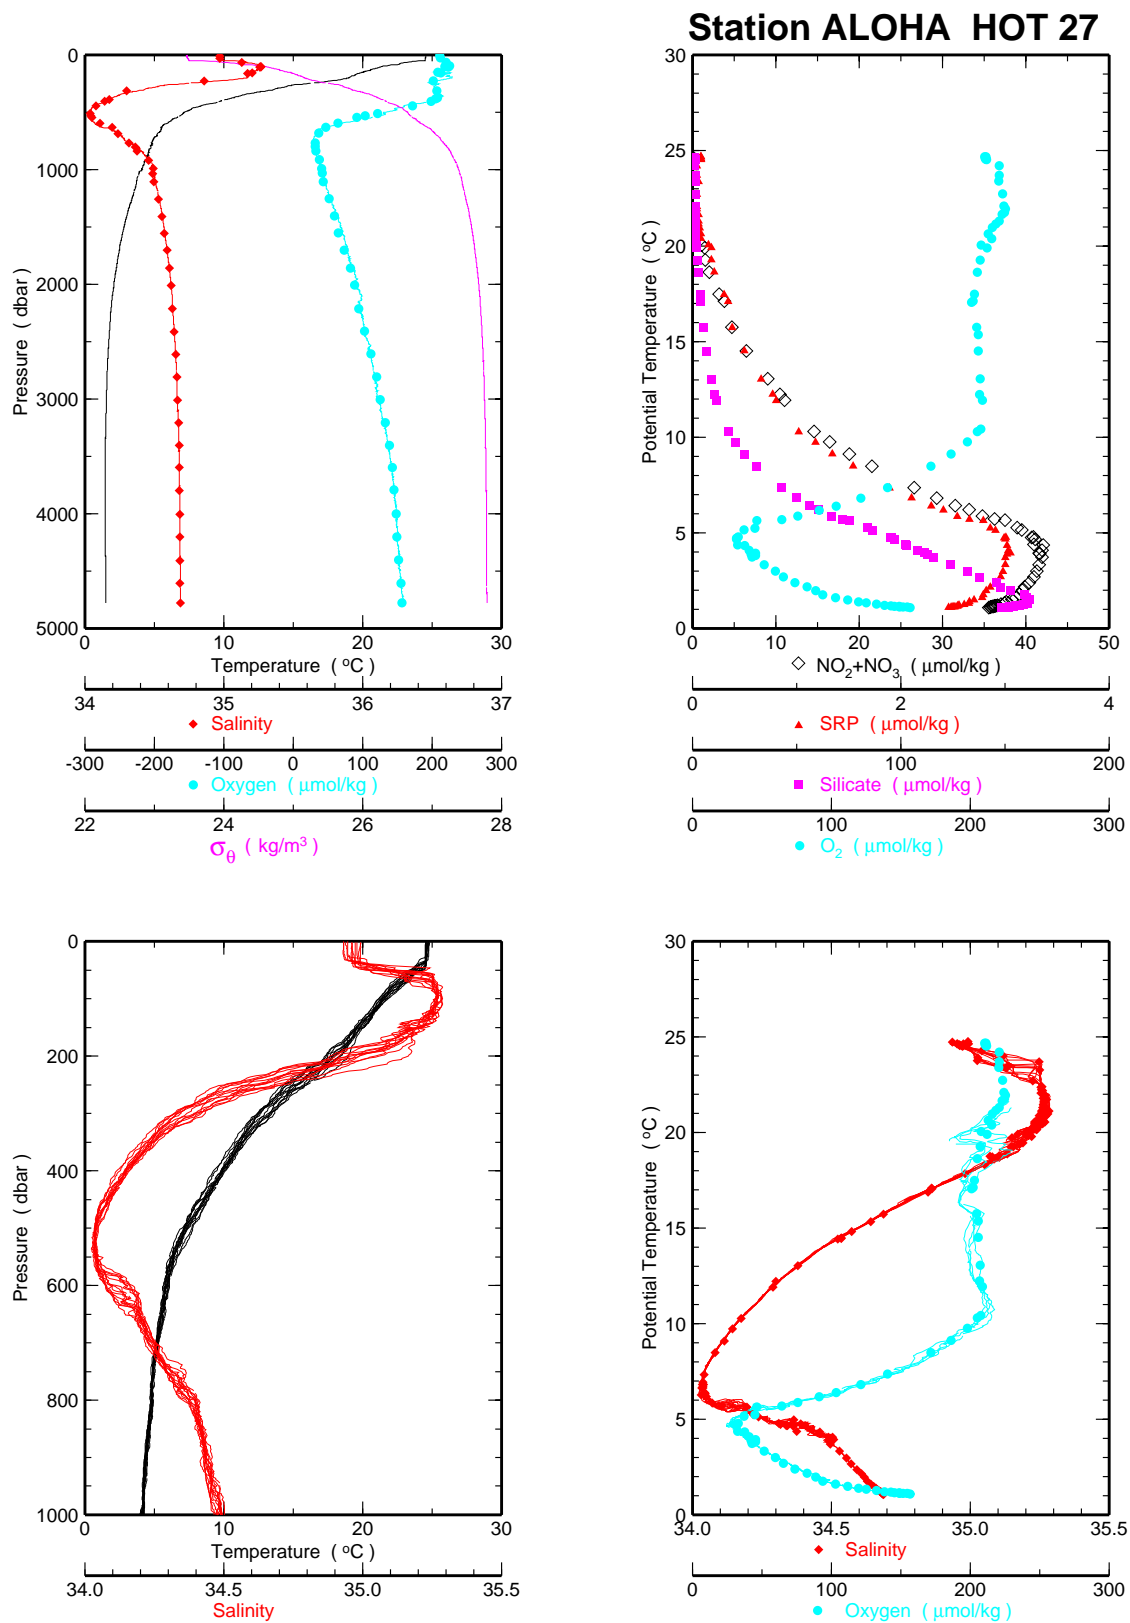 Station ALOHA HOT 27
0
1000
2000
3000
4000
5000
Pressure ( dbar)
0 10 20 30
Temperature ( °C)
34 35 36 37
Salinity
-300 -200 -100 0 100 200 300
Oxygen ( μmol/kg )
22 24 26 28
σθ ( kg/m³ )
30
25
20
15
10
5
0
Potential Temperature ( °C)
0 10 20 30 40 50
NO₂+NO₃ ( μmol/kg )
0 2 4
SRP ( μmol/kg )
0 100 200
Silicate ( μmol/kg )
0 100 200 300
O₂ ( μmol/kg )
0
200
400
600
800
1000
Pressure ( dbar)
0 10 20 30
Temperature ( °C)
34.0 34.5 35.0 35.5
Salinity
30
25
20
15
10
5
0
Potential Temperature ( °C)
34.0 34.5 35.0 35.5
Salinity
0 100 200 300
Oxygen ( μmol/kg )